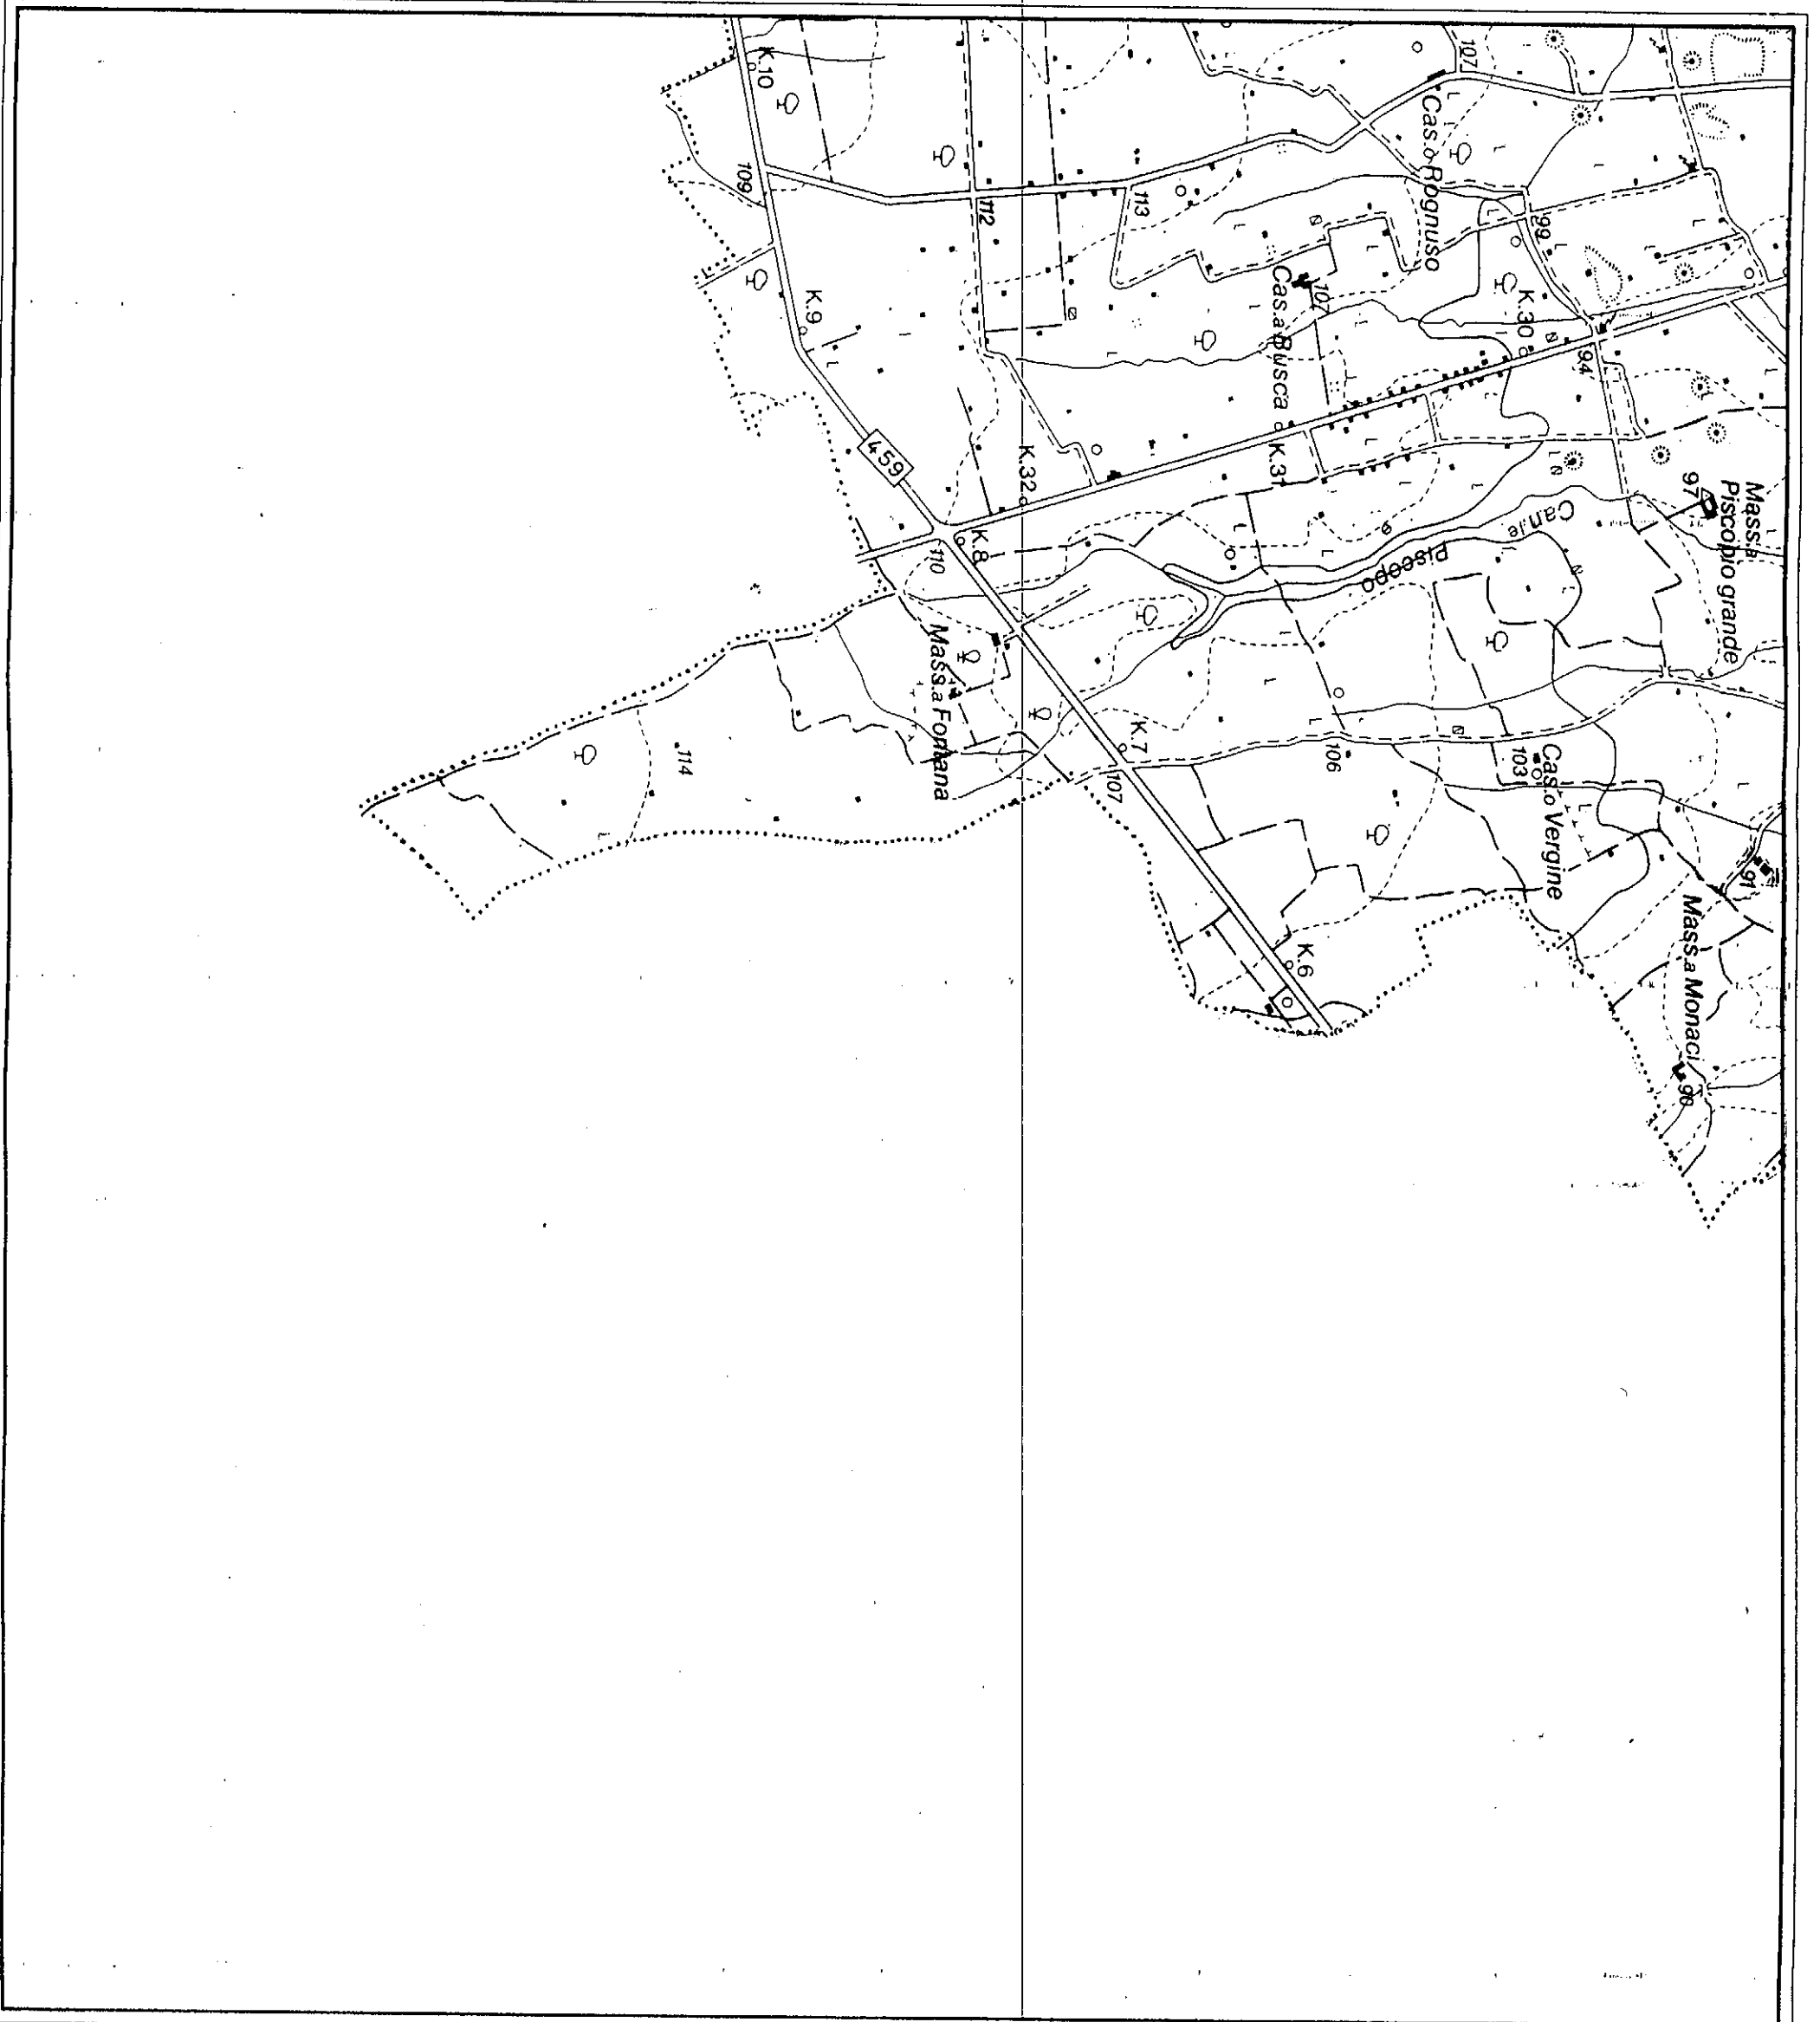 Mass.a
Piscopio grande
97
Mass.a Monaci
90
91
Cas.o Vergine
103
Can.le
Piscopo
99
K.30
94
107
Cas.o Rognuso
Cas.a Busca
107
K.31
106
K.6
113
K.7
107
K.32
112
K.8
110
Mass.a Fontana
459
K.9
K.10
109
114